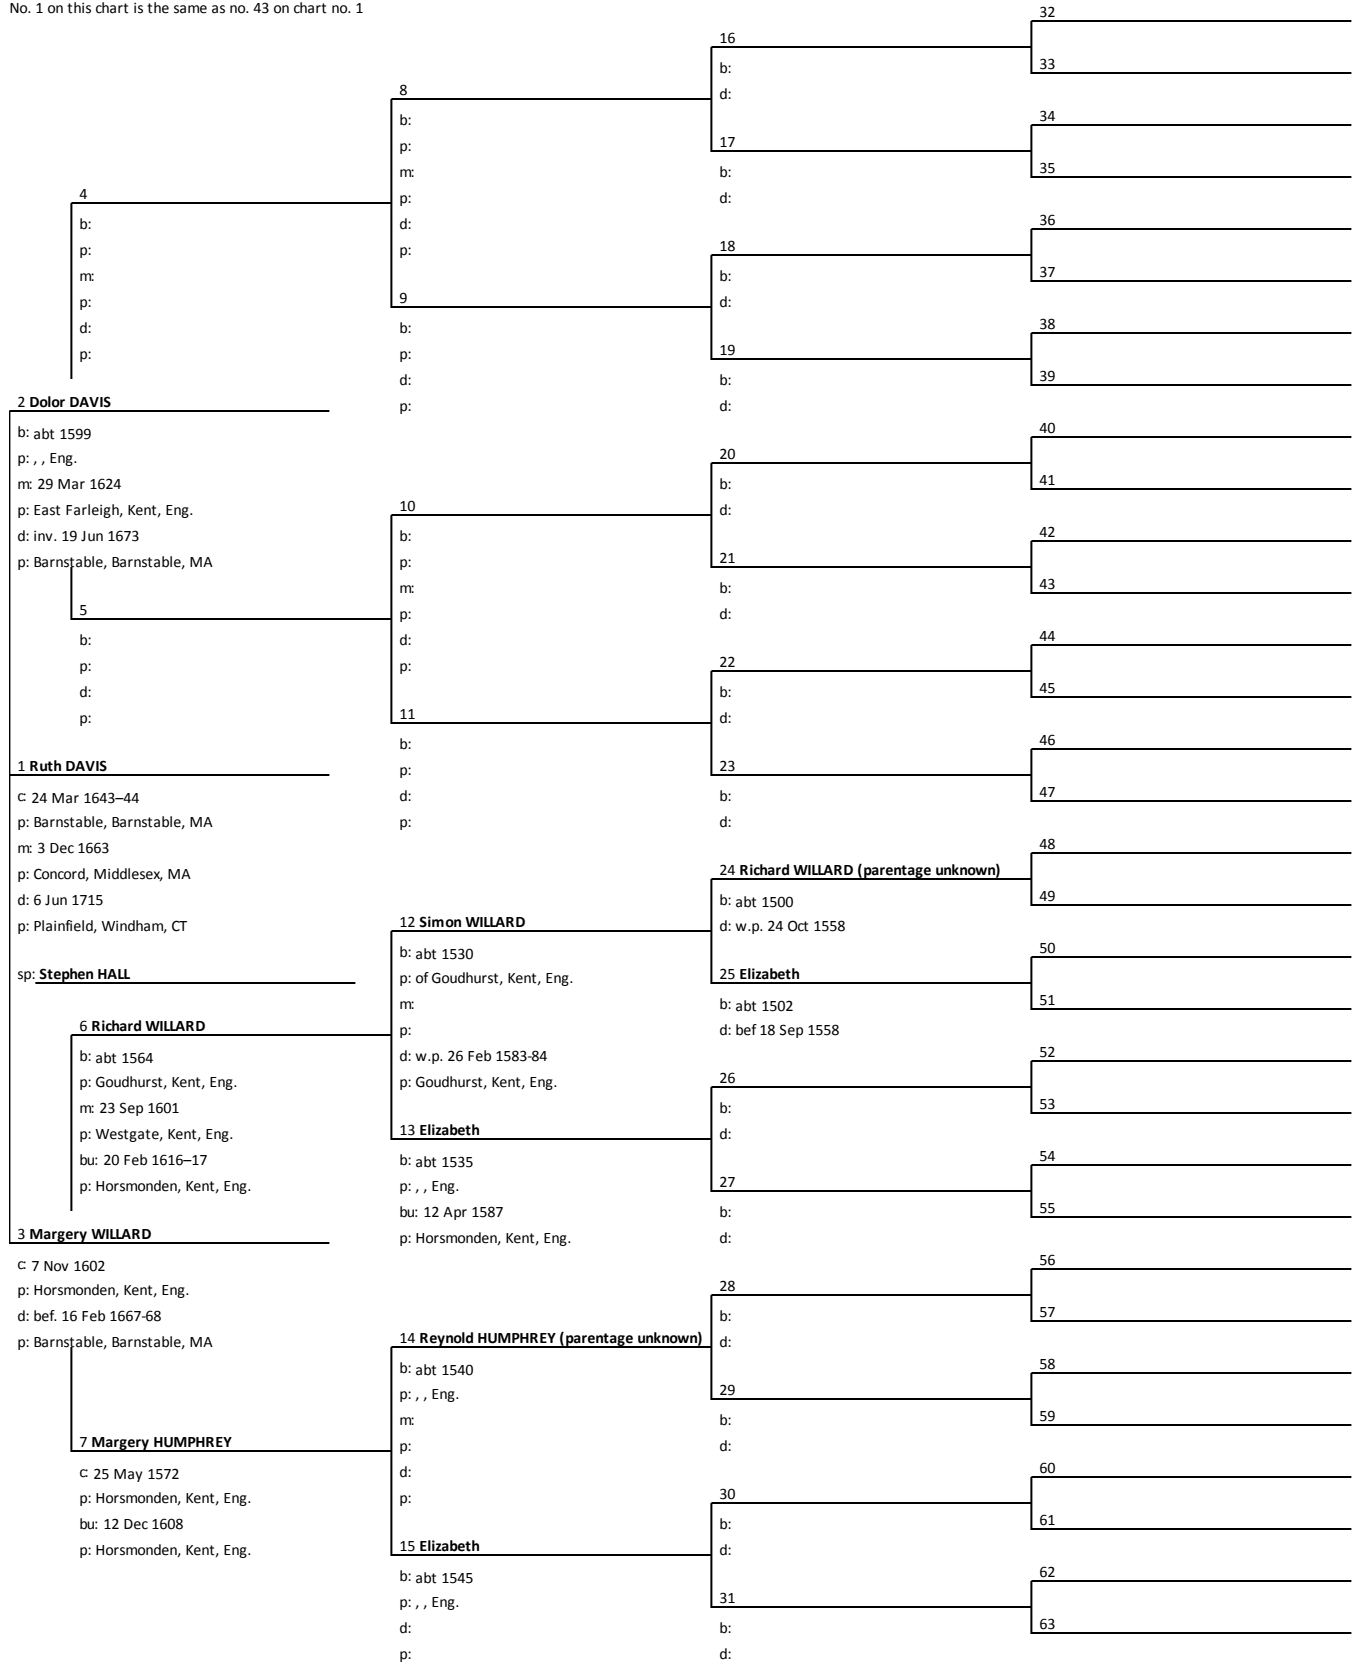 No. 1 on this chart is the same as no. 43 on chart no. 1
4
b:
p:
m:
p:
d:
p:
2 Dolor DAVIS
b: abt 1599
p: , , Eng.
m: 29 Mar 1624
p: East Farleigh, Kent, Eng.
d: inv. 19 Jun 1673
p: Barnstable, Barnstable, MA
5
b:
p:
d:
p:
1 Ruth DAVIS
c: 24 Mar 1643–44
p: Barnstable, Barnstable, MA
m: 3 Dec 1663
p: Concord, Middlesex, MA
d: 6 Jun 1715
p: Plainfield, Windham, CT
sp: Stephen HALL
6 Richard WILLARD
b: abt 1564
p: Goudhurst, Kent, Eng.
m: 23 Sep 1601
p: Westgate, Kent, Eng.
bu: 20 Feb 1616–17
p: Horsmonden, Kent, Eng.
3 Margery WILLARD
c: 7 Nov 1602
p: Horsmonden, Kent, Eng.
d: bef. 16 Feb 1667-68
p: Barnstable, Barnstable, MA
7 Margery HUMPHREY
c: 25 May 1572
p: Horsmonden, Kent, Eng.
bu: 12 Dec 1608
p: Horsmonden, Kent, Eng.
8
b:
p:
m:
p:
d:
p:
9
b:
p:
d:
p:
10
b:
p:
m:
p:
d:
p:
11
b:
p:
d:
p:
12 Simon WILLARD
b: abt 1530
p: of Goudhurst, Kent, Eng.
m:
p:
d: w.p. 26 Feb 1583-84
p: Goudhurst, Kent, Eng.
13 Elizabeth
b: abt 1535
p: , , Eng.
bu: 12 Apr 1587
p: Horsmonden, Kent, Eng.
14 Reynold HUMPHREY (parentage unknown)
b: abt 1540
p: , , Eng.
m:
p:
d:
p:
15 Elizabeth
b: abt 1545
p: , , Eng.
d:
p:
16
b:
d:
17
b:
d:
18
b:
d:
19
b:
d:
20
b:
d:
21
b:
d:
22
b:
d:
23
b:
d:
24 Richard WILLARD (parentage unknown)
b: abt 1500
d: w.p. 24 Oct 1558
25 Elizabeth
b: abt 1502
d: bef 18 Sep 1558
26
b:
d:
27
b:
d:
28
b:
d:
29
b:
d:
30
b:
d:
31
b:
d:
32
33
34
35
36
37
38
39
40
41
42
43
44
45
46
47
48
49
50
51
52
53
54
55
56
57
58
59
60
61
62
63